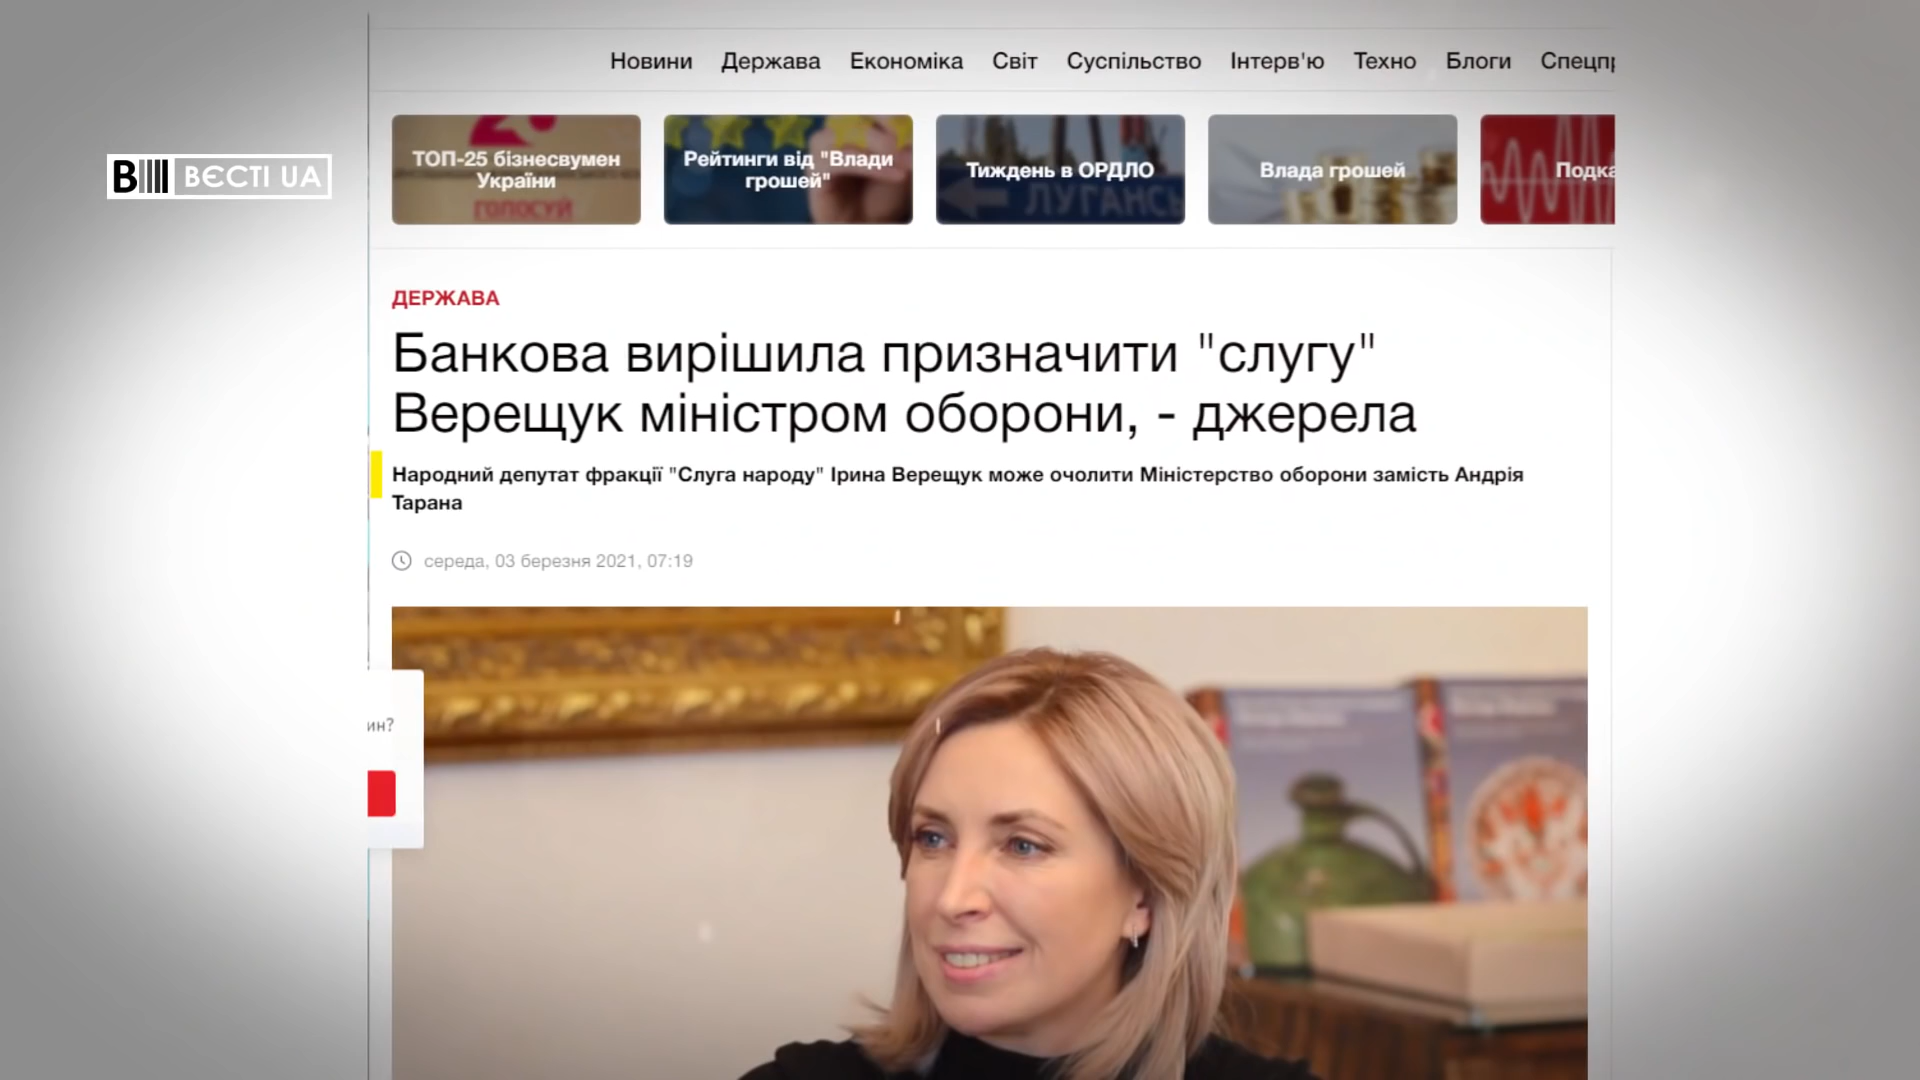 Новини Держава Економіка Світ Суспільство Інтерв'ю Техно Блоги
ВЄСТІ UA
ТОП-25 бізнесвумен
України
ГОЛОСУЙ
Рейтинги від "Влади
грошей"
Тиждень в ОРДЛО
Влада грошей
ДЕРЖАВА
Банкова вирішила призначити "слугу"
Верещук міністром оборони, - джерела
Народний депутат фракції "Слуга народу" Ірина Верещук може очолити Міністерство оборони замість Андрія
Тарана
середа, 03 березня 2021, 07:19